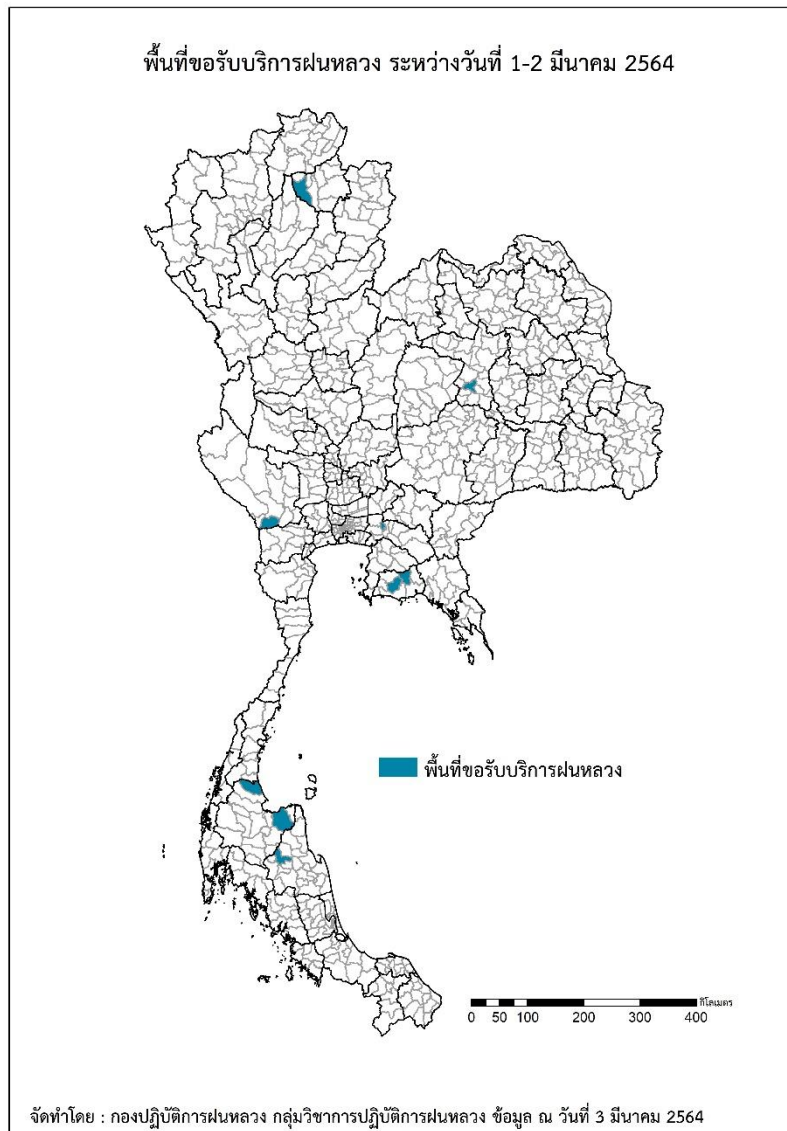 พื้นที่ขอรับบริการฝนหลวง ระหว่างวันที่ 1-2 มีนาคม 2564
พื้นที่ขอรับบริการฝนหลวง
กิโลเมตร
0 50 100 200 300 400
จัดทำโดย : กองปฏิบัติการฝนหลวง กลุ่มวิชาการปฏิบัติการฝนหลวง ข้อมูล ณ วันที่ 3 มีนาคม 2564